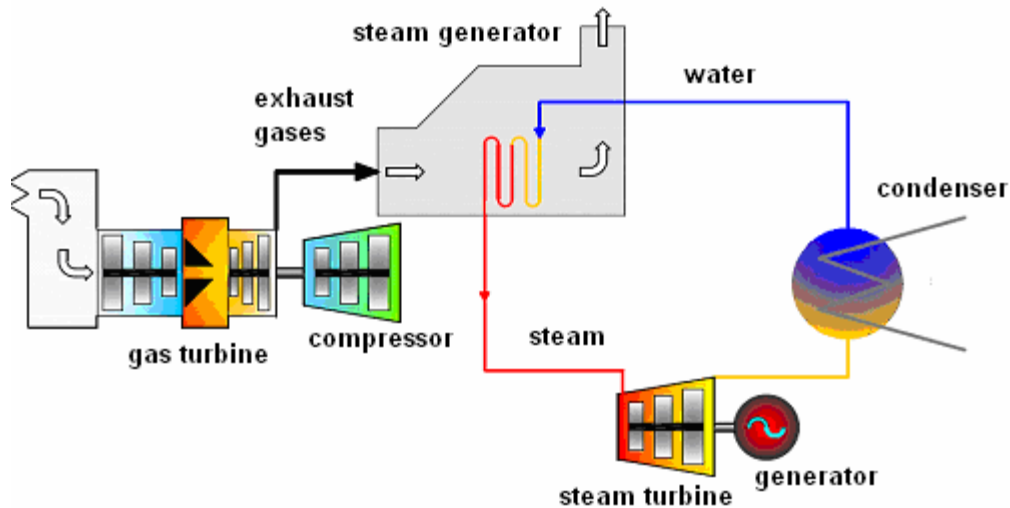 steam generator
water
exhaust
gases
condenser
gas turbine
compressor
steam
steam turbine
generator